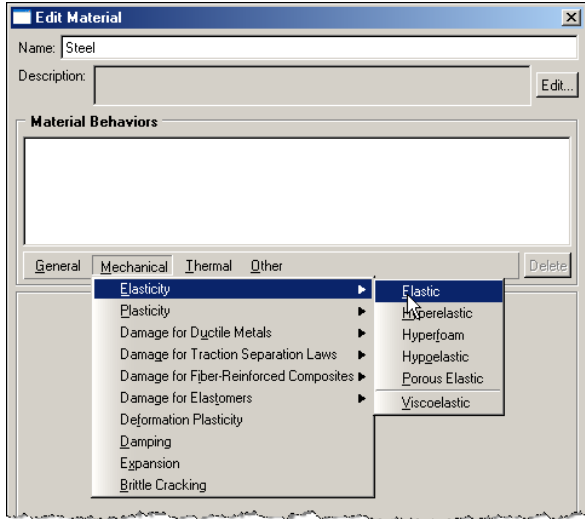 Edit Material
Name: Steel
Description:
Edit...
Material Behaviors
General Mechanical Thermal Other Delete
Elasticity
Plasticity
Damage for Ductile Metals
Damage for Traction Separation Laws
Damage for Fiber-Reinforced Composites
Damage for Elastomers
Deformation Plasticity
Damping
Expansion
Brittle Cracking
Elastic
Hyperelastic
Hyperfoam
Hypoelastic
Porous Elastic
Viscoelastic